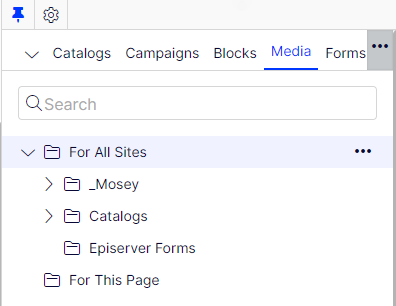 Catalogs Campaigns Blocks Media Forms
Search
For All Sites
_Mosey
Catalogs
Episerver Forms
For This Page